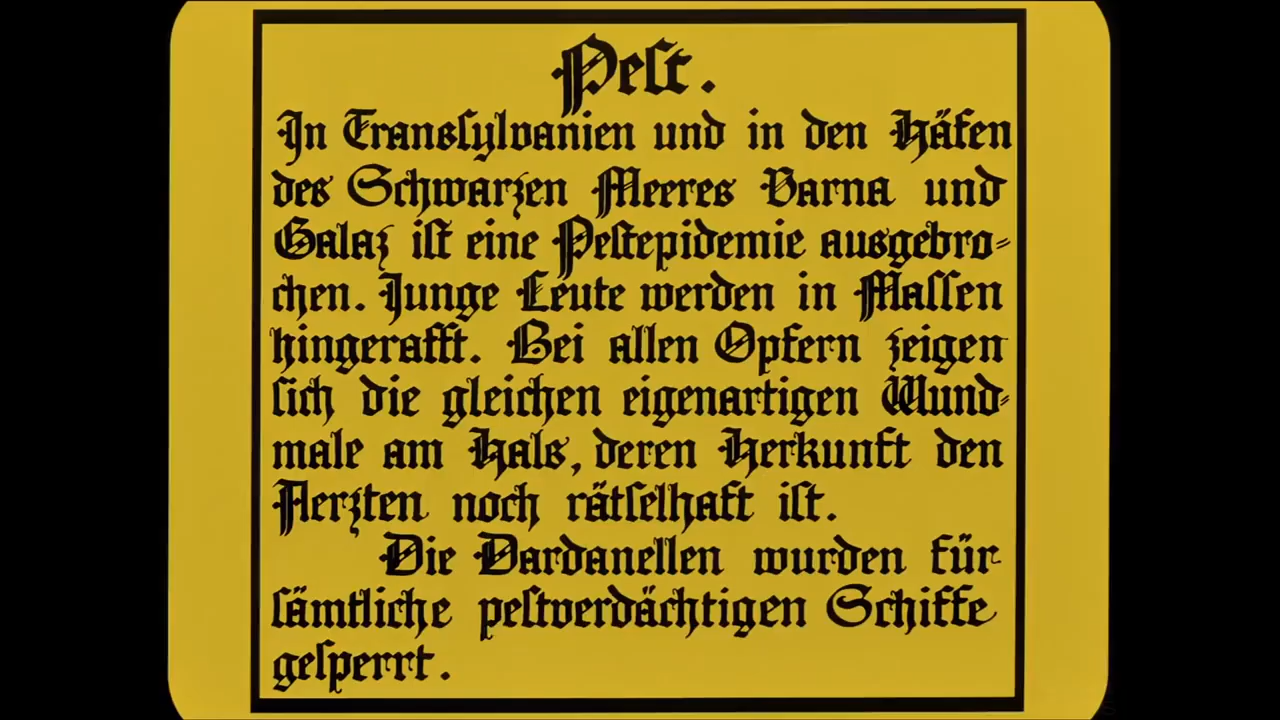 Pest.
In Transsylvanien und in den Häfen
des Schwarzen Meeres Varna und
Galaz ist eine Pestepidemie ausgebro-
chen. Junge Leute werden in Massen
hingerafft. Bei allen Opfern zeigen
sich die gleichen eigenartigen Wund-
male am Hals, deren Herkunft den
Aerzten noch rätselhaft ist.
Die Dardanellen wurden für
sämtliche pestverdächtigen Schiffe
gesperrt.